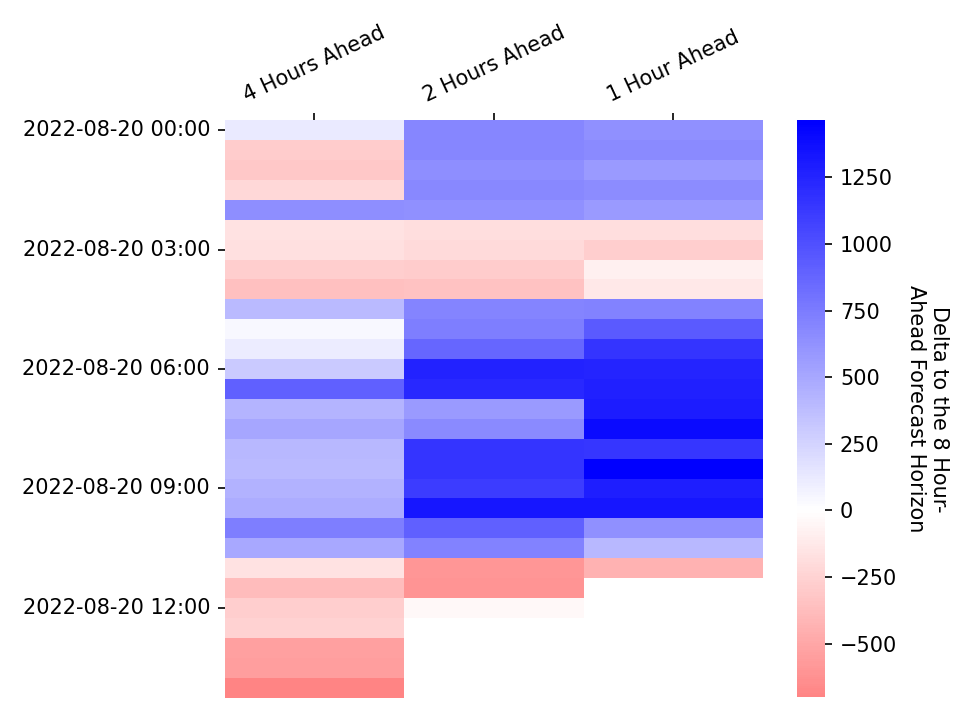 4 Hours Ahead
2 Hours Ahead
1 Hour Ahead
2022-08-20 00:00
2022-08-20 03:00
2022-08-20 06:00
2022-08-20 09:00
2022-08-20 12:00
1250
1000
750
500
250
0
−250
−500
Delta to the 8 Hour-
Ahead Forecast Horizon